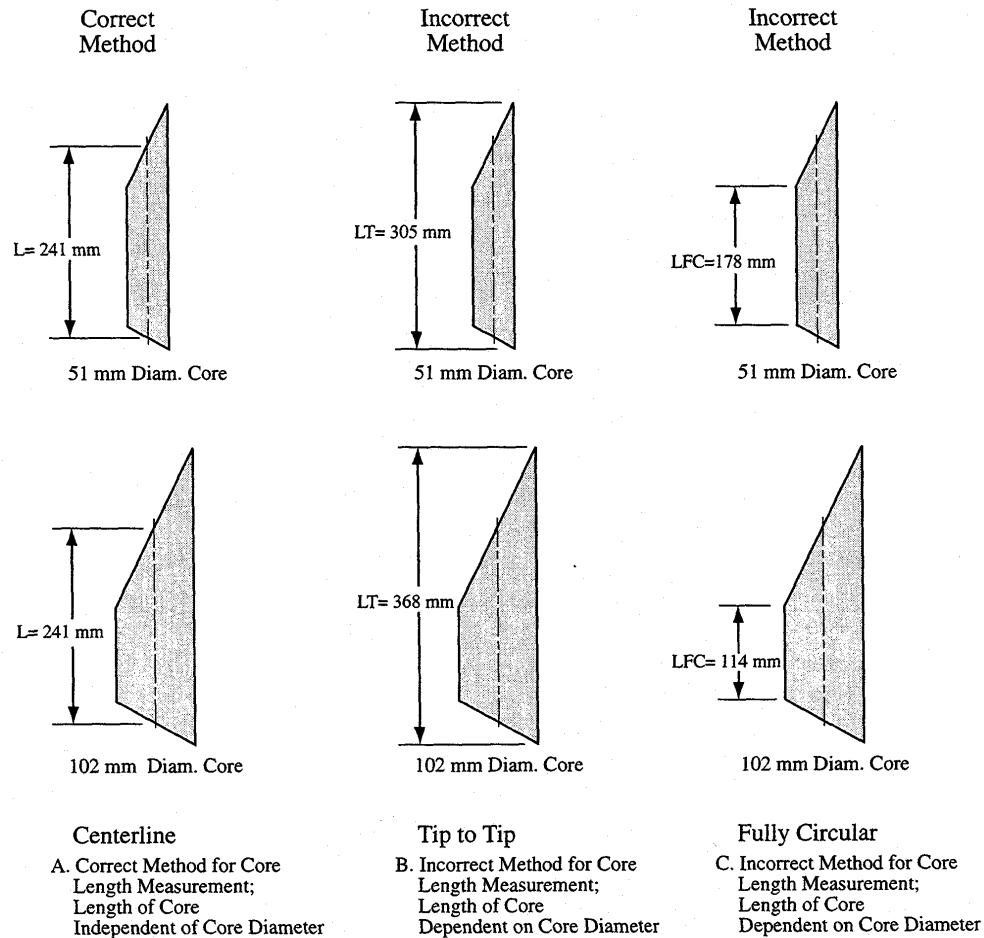 Correct
Method
Incorrect
Method
Incorrect
Method
L= 241 mm
LT= 305 mm
LFC=178 mm
51 mm Diam. Core
51 mm Diam. Core
51 mm Diam. Core
L= 241 mm
LT= 368 mm
LFC= 114 mm
102 mm Diam. Core
102 mm Diam. Core
102 mm Diam. Core
Centerline
A. Correct Method for Core
Length Measurement;
Length of Core
Independent of Core Diameter
Tip to Tip
B. Incorrect Method for Core
Length Measurement;
Length of Core
Dependent on Core Diameter
Fully Circular
C. Incorrect Method for Core
Length Measurement;
Length of Core
Dependent on Core Diameter